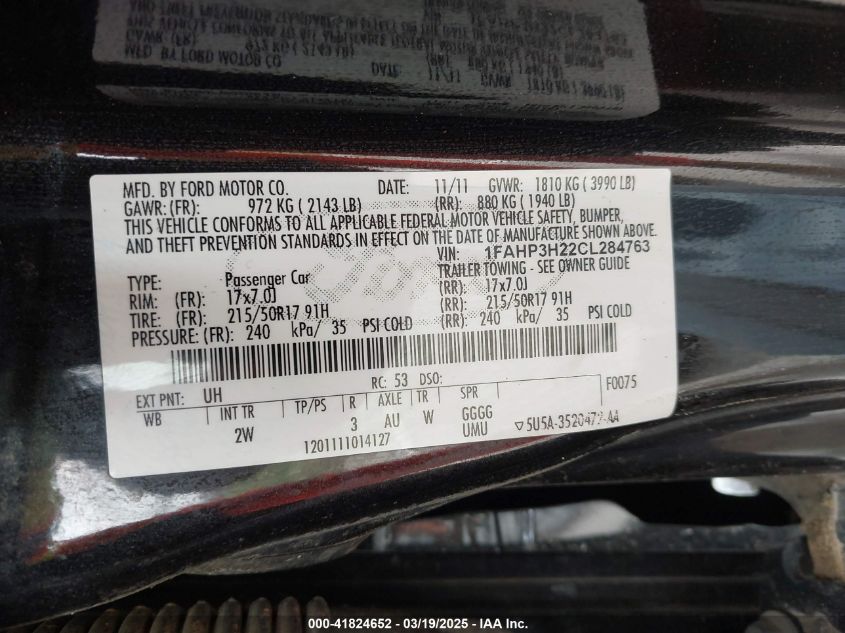 MFD. BY FORD MOTOR CO. DATE: 11/11 GVWR: 1810 KG ( 3990 LB)
GAWR: (FR): 972 KG ( 2143 LB) (RR): 880 KG ( 1940 LB)
THIS VEHICLE CONFORMS TO ALL APPLICABLE FEDERAL MOTOR VEHICLE SAFETY, BUMPER,
AND THEFT PREVENTION STANDARDS IN EFFECT ON THE DATE OF MANUFACTURE SHOWN ABOVE.
VIN: 1FAHP3H22CL284763
TYPE: Passenger Car TRAILER TOWING - SEE OWNER GUIDE
RIM: (FR): 17x7.0J (RR): 17x7.0J
TIRE: (FR): 215/50R17 91H (RR): 215/50R17 91H
PRESSURE: (FR): 240 kPa/ 35 PSI COLD (RR): 240 kPa/ 35 PSI COLD
EXT PNT: UH RC: 53 DSO: F0075
WB INT TR TP/PS R AXLE TR SPR
2W 3 AU W GGGG
UMU ▽5U5A-3520472-AA
1201111014127
000-41824652 - 03/19/2025 - IAA Inc.